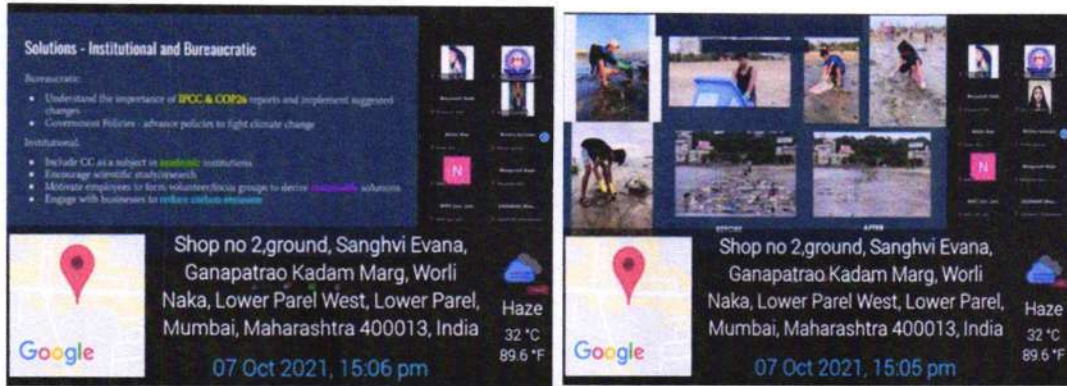 Solutions - Institutional and Bureaucratic
Bureaucratic:
• Understand the importance of IPCC & COP26 reports and implement suggested
changes
• Government Policies - advance policies to fight climate change
Institutional:
• Include CC as a subject in academic institutions
• Encourage scientific study/research
• Motivate employees to form volunteer/focus groups to derive solutions
• Engage with businesses to reduce carbon emission
N
Shop no 2,ground, Sanghvi Evana,
Ganapatrao Kadam Marg, Worli
Naka, Lower Parel West, Lower Parel,
Mumbai, Maharashtra 400013, India
07 Oct 2021, 15:06 pm
Google
Haze
32 °C
89.6 °F
BEFORE
AFTER
N
Shop no 2,ground, Sanghvi Evana,
Ganapatrao Kadam Marg, Worli
Naka, Lower Parel West, Lower Parel,
Mumbai, Maharashtra 400013, India
07 Oct 2021, 15:05 pm
Google
Haze
32 °C
89.6 °F